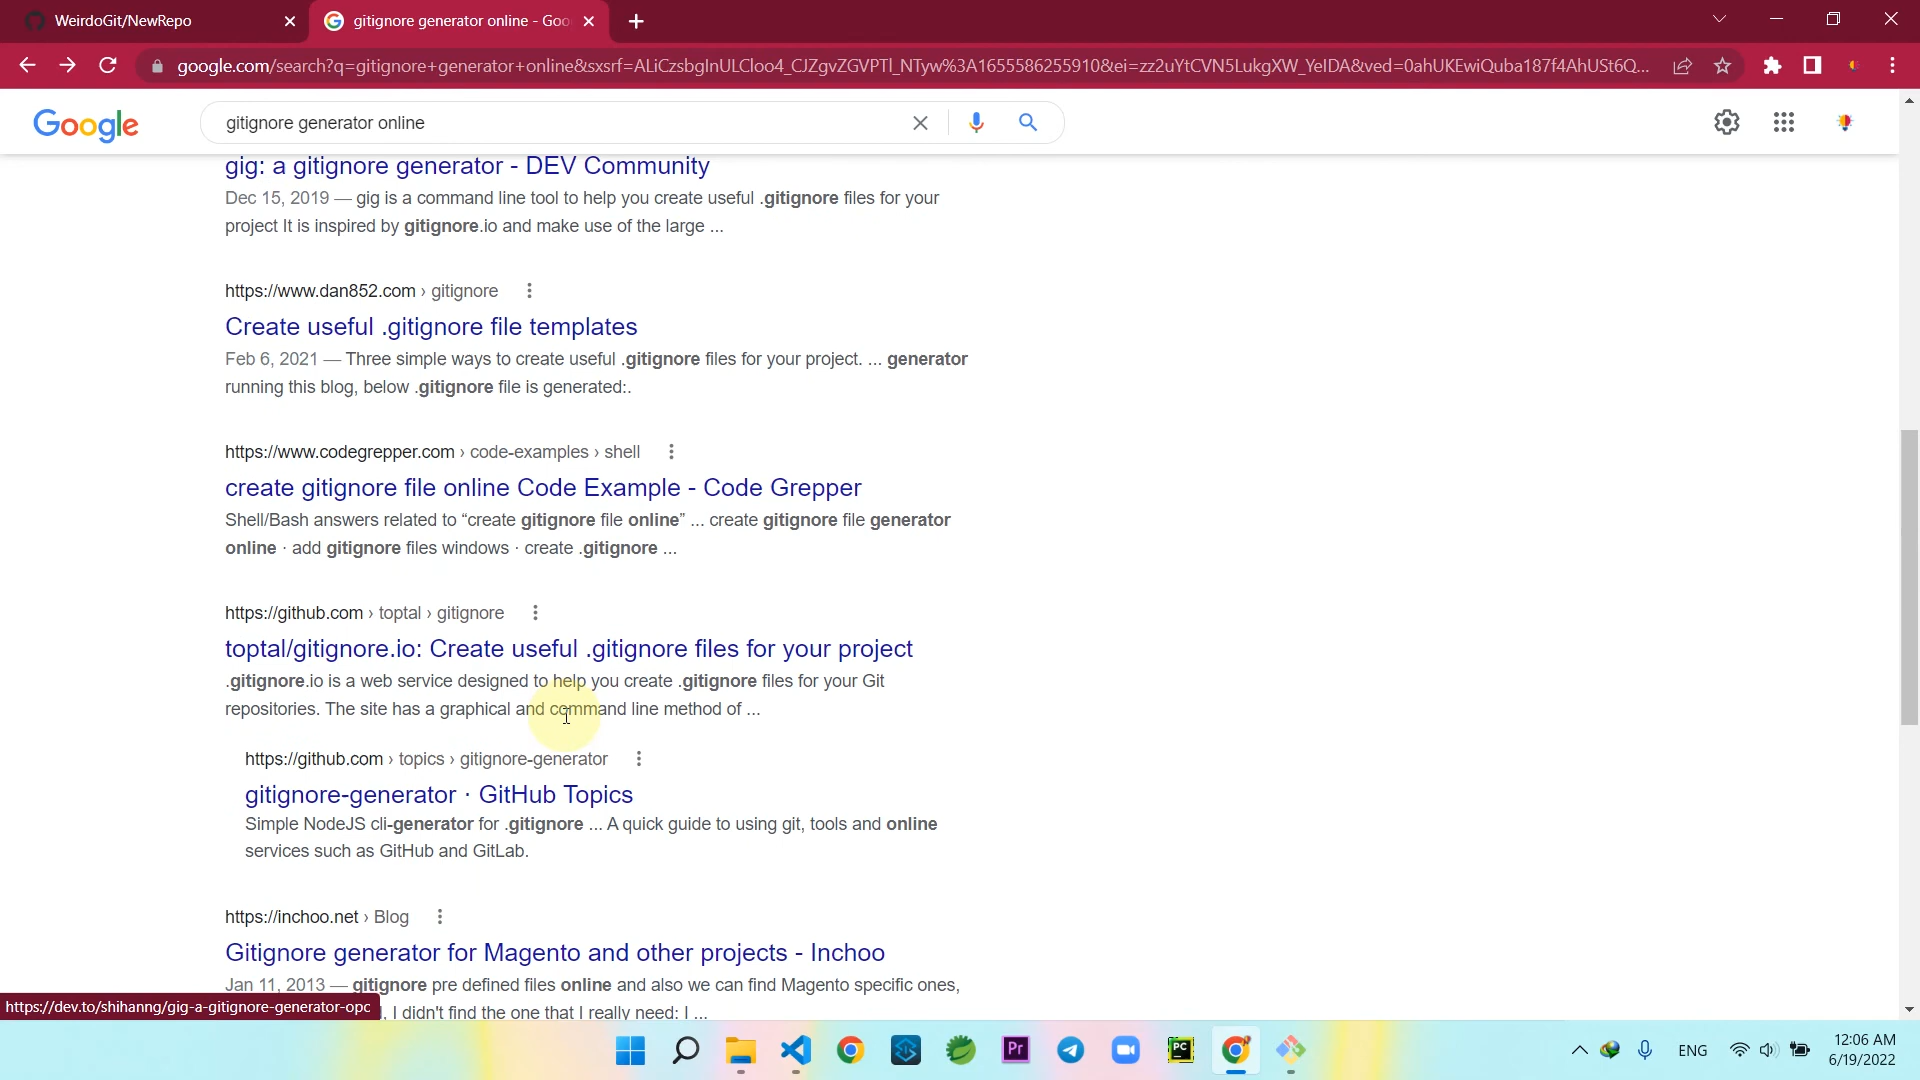 WeirdoGit/NewRepo
gitignore generator online - Goo
google.com/search?q=gitignore+generator+online&sxsrf=ALiCzsbgInULCloo4_CJZgvZGVPTl_NTyw%3A1655586255910&ei=zz2uYtCVN5LukgXW_YeIDA&ved=0ahUKEwiQuba187f4AhUSt6Q...
Google
gitignore generator online
gig: a gitignore generator - DEV Community
Dec 15, 2019 — gig is a command line tool to help you create useful .gitignore files for your
project It is inspired by gitignore.io and make use of the large ...
https://www.dan852.com › gitignore
Create useful .gitignore file templates
Feb 6, 2021 — Three simple ways to create useful .gitignore files for your project. ... generator
running this blog, below .gitignore file is generated:.
https://www.codegrepper.com › code-examples › shell
create gitignore file online Code Example - Code Grepper
Shell/Bash answers related to “create gitignore file online” ... create gitignore file generator
online · add gitignore files windows · create .gitignore ...
https://github.com › toptal › gitignore
toptal/gitignore.io: Create useful .gitignore files for your project
.gitignore.io is a web service designed to help you create .gitignore files for your Git
repositories. The site has a graphical and command line method of ...
https://github.com › topics › gitignore-generator
gitignore-generator · GitHub Topics
Simple NodeJS cli-generator for .gitignore ... A quick guide to using git, tools and online
services such as GitHub and GitLab.
https://inchoo.net › Blog
Gitignore generator for Magento and other projects - Inchoo
Jan 11, 2013 — gitignore pre defined files online and also we can find Magento specific ones,
I didn't find the one that I really need: I ...
https://dev.to/shihanng/gig-a-gitignore-generator-opc
Pr
PC
ENG
12:06 AM
6/19/2022